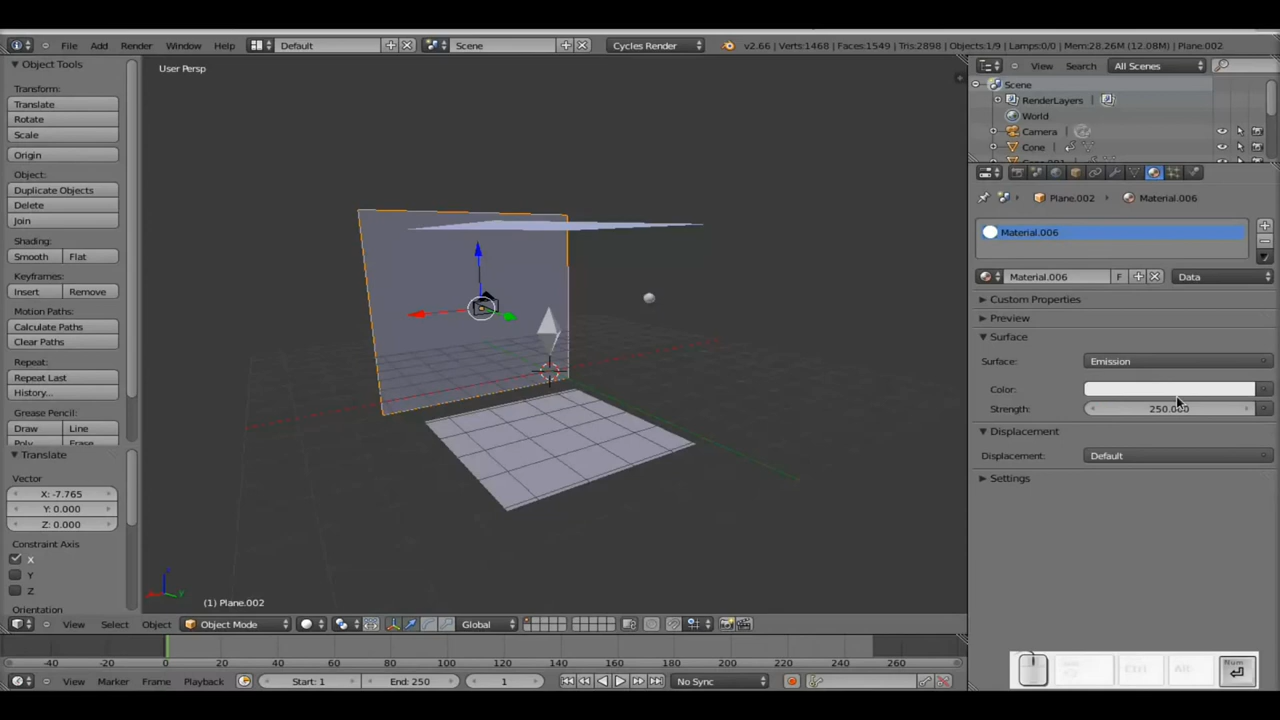 File Add Render Window Help Default Scene Cycles Render v2.66 | Verts:1468 | Faces:1549 | Tris:2898 | Objects:1/9 | Lamps:0/0 | Mem:28.26M (12.08M) | Plane.002
Object Tools
Transform:
Translate
Rotate
Scale
Origin
Object:
Duplicate Objects
Delete
Join
Shading:
Smooth Flat
Keyframes:
Insert Remove
Motion Paths:
Calculate Paths
Clear Paths
Repeat:
Repeat Last
History...
Grease Pencil:
Draw Line
Poly Erase
Translate
Vector
X: -7.765
Y: 0.000
Z: 0.000
Constraint Axis
X
Y
Z
Orientation
User Persp
(1) Plane.002
View Select Object Object Mode Global
-40 -20 0 20 40 60 80 100 120 140 160 180 200 220 240 260
View Marker Frame Playback Start: 1 End: 250 1 No Sync
View Search All Scenes
Scene
RenderLayers
World
Camera
Cone
Plane.002 Material.006
Material.006
Material.006 F Data
Custom Properties
Preview
Surface
Surface: Emission
Color:
Strength: 250.000
Displacement
Displacement: Default
Settings
Ctrl Alt Num